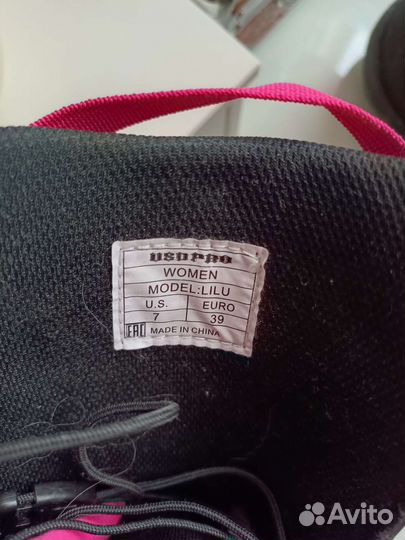 USDPRO
WOMEN
MODEL:LILU
U.S. EURO
7 39
EAC MADE IN CHINA
Avito